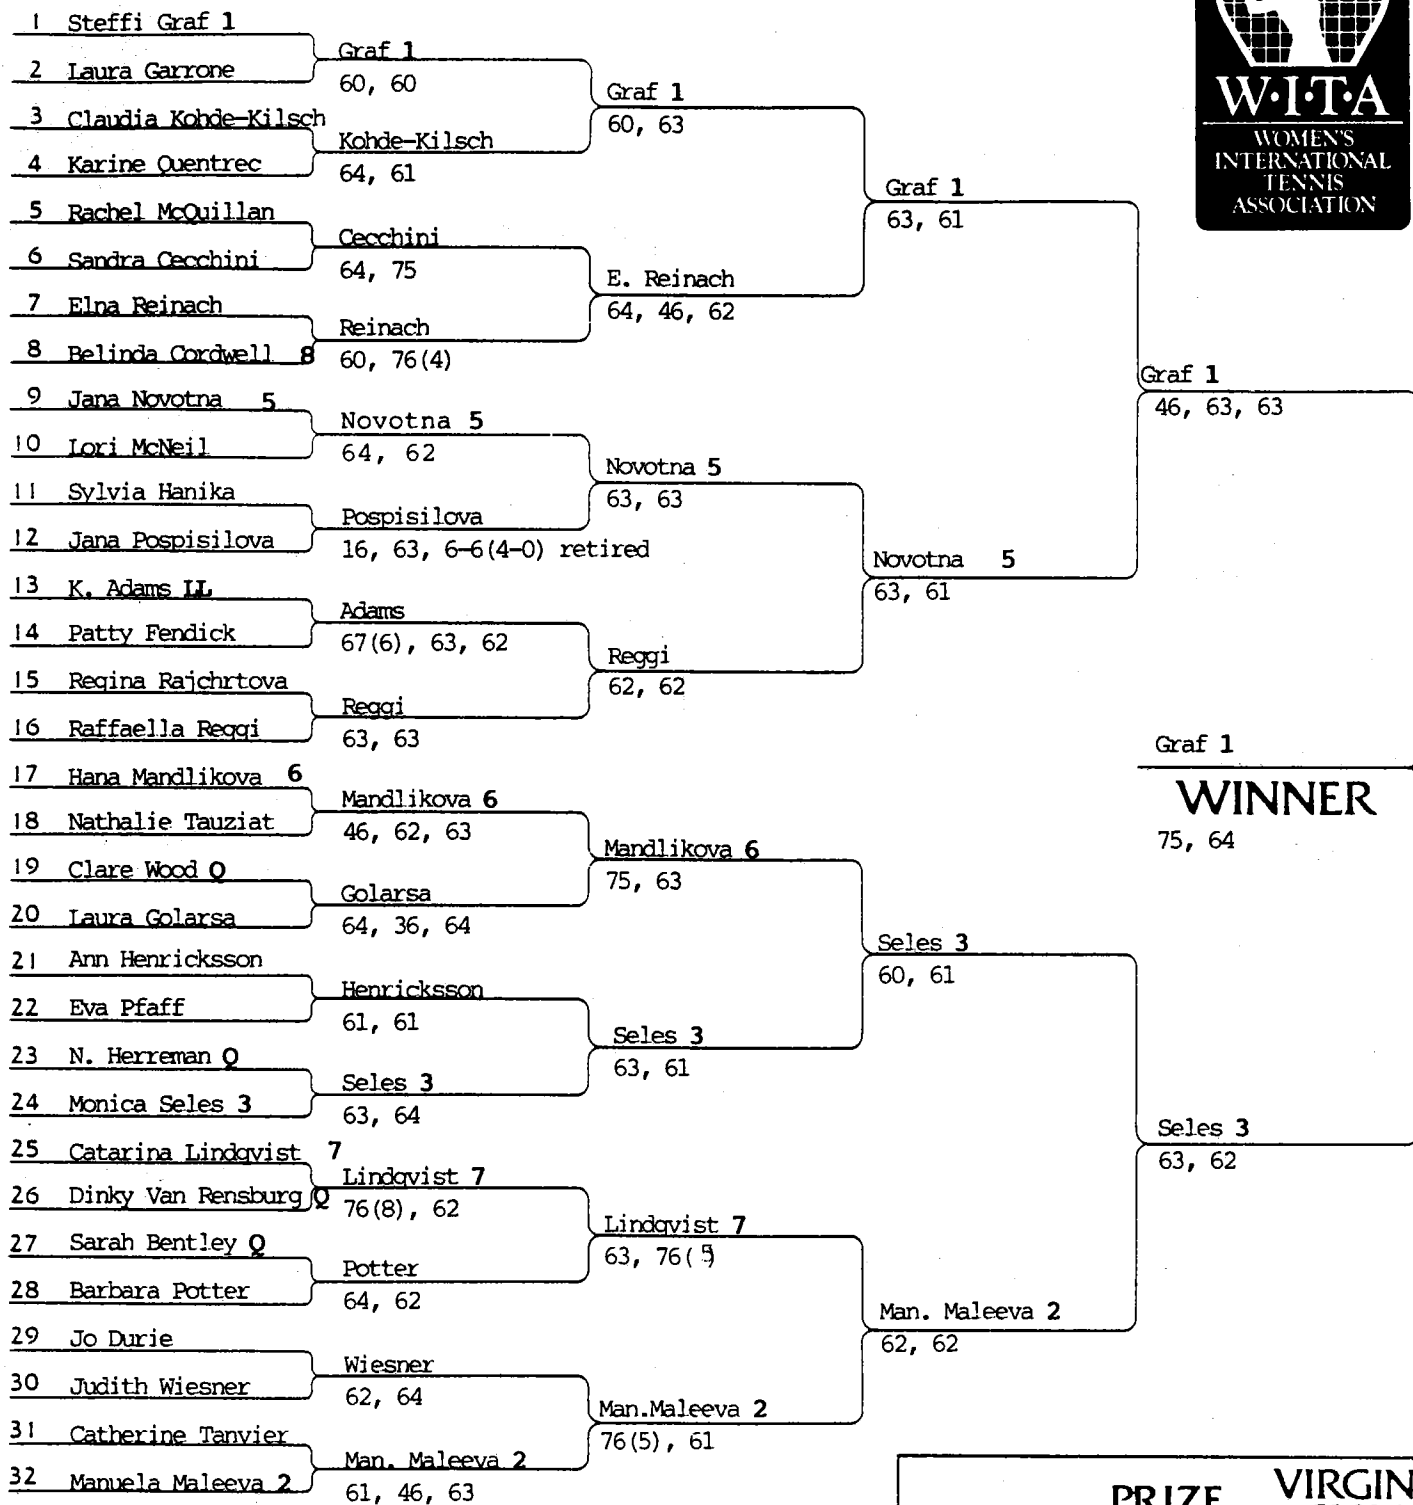 1 Steffi Graf 1
2 Laura Garrone
3 Claudia Kohde-Kilsch
4 Karine Quentrec
5 Rachel McQuillan
6 Sandra Cecchini
7 Elna Reinach
8 Belinda Cordwell 8
9 Jana Novotna 5
10 Lori McNeil
11 Sylvia Hanika
12 Jana Pospisilova
13 K. Adams LL
14 Patty Fendick
15 Regina Rajchrtova
16 Raffaella Reggi
17 Hana Mandlikova 6
18 Nathalie Tauziat
19 Clare Wood Q
20 Laura Golarsa
21 Ann Henricksson
22 Eva Pfaff
23 N. Herreman Q
24 Monica Seles 3
25 Catarina Lindqvist 7
26 Dinky Van Rensburg Q
27 Sarah Bentley Q
28 Barbara Potter
29 Jo Durie
30 Judith Wiesner
31 Catherine Tanvier
32 Manuela Maleeva 2
Graf 1
60, 60
Kohde-Kilsch
64, 61
Cecchini
64, 75
Reinach
60, 76(4)
Novotna 5
64, 62
Pospisilova
16, 63, 6-6(4-0) retired
Adams
67(6), 63, 62
Reggi
63, 63
Mandlikova 6
46, 62, 63
Golarsa
64, 36, 64
Henricksson
61, 61
Seles 3
63, 64
Lindqvist 7
76(8), 62
Potter
64, 62
Wiesner
62, 64
Man. Maleeva 2
61, 46, 63
Graf 1
60, 63
E. Reinach
64, 46, 62
Novotna 5
63, 63
Reggi
62, 62
Mandlikova 6
75, 63
Seles 3
63, 61
Lindqvist 7
63, 76(5)
Man.Maleeva 2
76(5), 61
Graf 1
63, 61
Novotna 5
63, 61
Seles 3
60, 61
Man. Maleeva 2
62, 62
Graf 1
46, 63, 63
Seles 3
63, 62
Graf 1
WINNER
75, 64
W·I·T·A
WOMEN'S
INTERNATIONAL
TENNIS
ASSOCIATION
PRIZE
VIRGIN